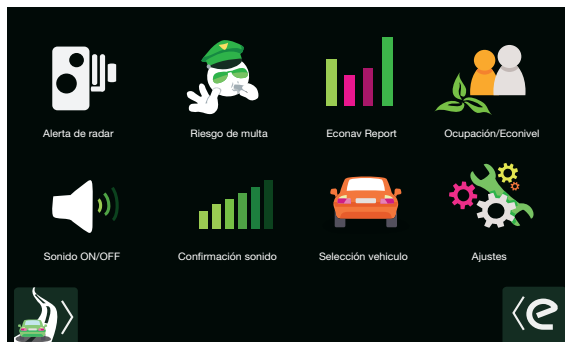 Alerta de radar
Riesgo de multa
Econav Report
Ocupación/Econivel
Sonido ON/OFF
Confirmación sonido
Selección vehiculo
Ajustes